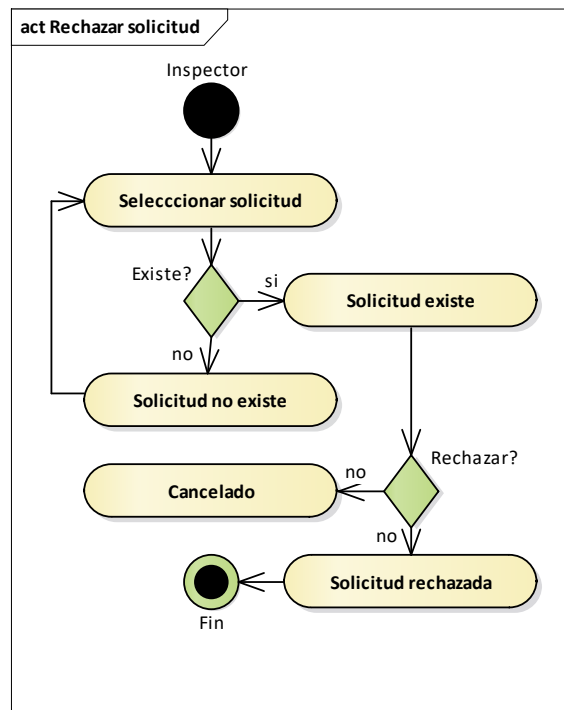 act Rechazar solicitud
Inspector
Selecccionar solicitud
Existe?
si
Solicitud existe
no
Solicitud no existe
Rechazar?
no
Cancelado
no
Solicitud rechazada
Fin